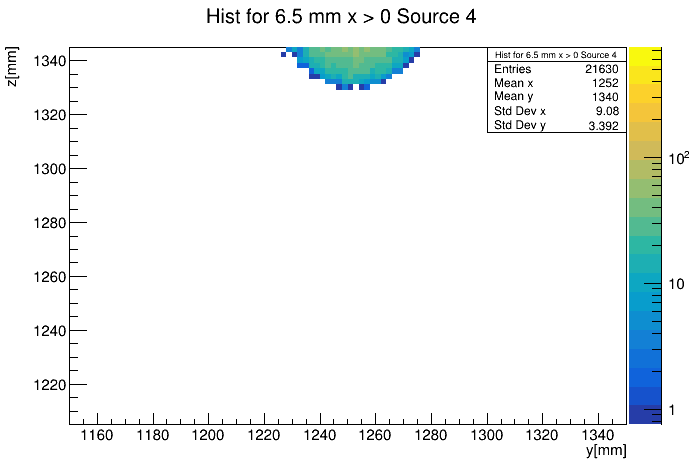 Hist for 6.5 mm x > 0 Source 4
z[mm]
1340
1320
1300
1280
1260
1240
1220
Hist for 6.5 mm x > 0 Source 4
Entries 21630
Mean x 1252
Mean y 1340
Std Dev x 9.08
Std Dev y 3.392
10²
10
1
1160 1180 1200 1220 1240 1260 1280 1300 1320 1340
y[mm]